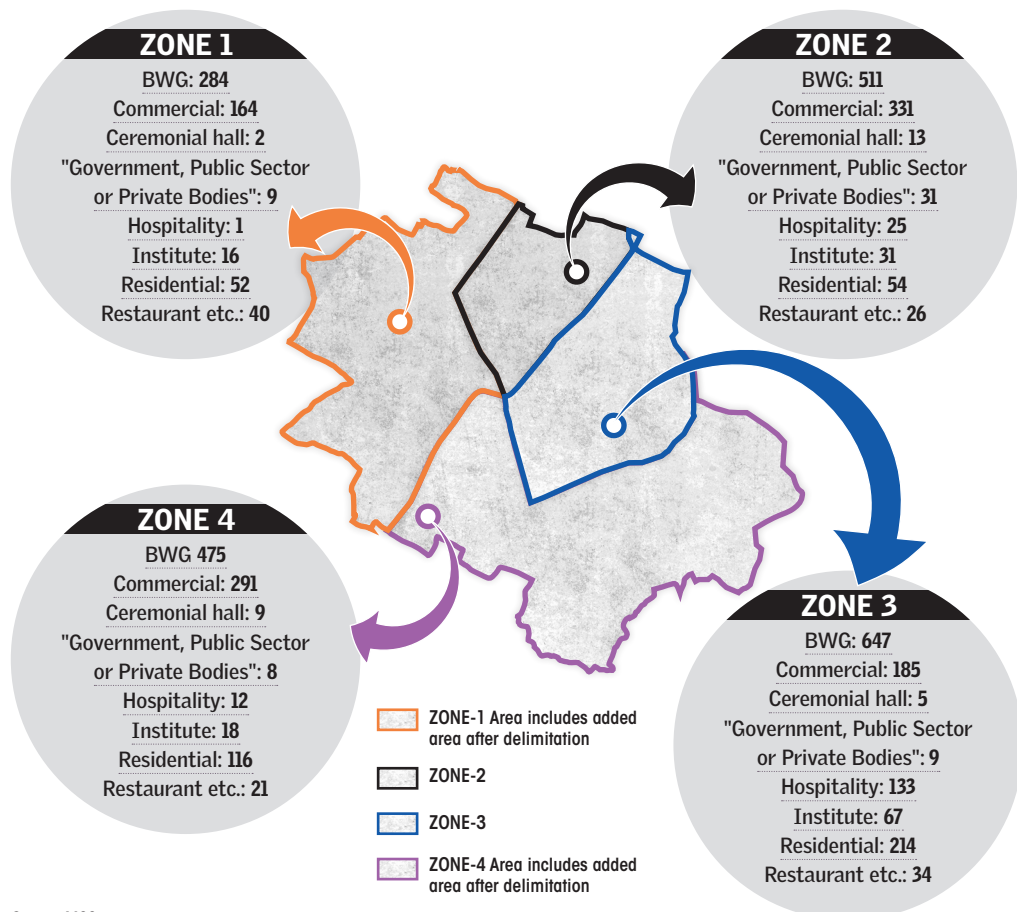 ZONE 1
BWG: 284
Commercial: 164
Ceremonial hall: 2
"Government, Public Sector
or Private Bodies": 9
Hospitality: 1
Institute: 16
Residential: 52
Restaurant etc.: 40
ZONE 2
BWG: 511
Commercial: 331
Ceremonial hall: 13
"Government, Public Sector
or Private Bodies": 31
Hospitality: 25
Institute: 31
Residential: 54
Restaurant etc.: 26
ZONE 4
BWG 475
Commercial: 291
Ceremonial hall: 9
"Government, Public Sector
or Private Bodies": 8
Hospitality: 12
Institute: 18
Residential: 116
Restaurant etc.: 21
ZONE 3
BWG: 647
Commercial: 185
Ceremonial hall: 5
"Government, Public Sector
or Private Bodies": 9
Hospitality: 133
Institute: 67
Residential: 214
Restaurant etc.: 34
ZONE-1 Area includes added
area after delimitation
ZONE-2
ZONE-3
ZONE-4 Area includes added
area after delimitation